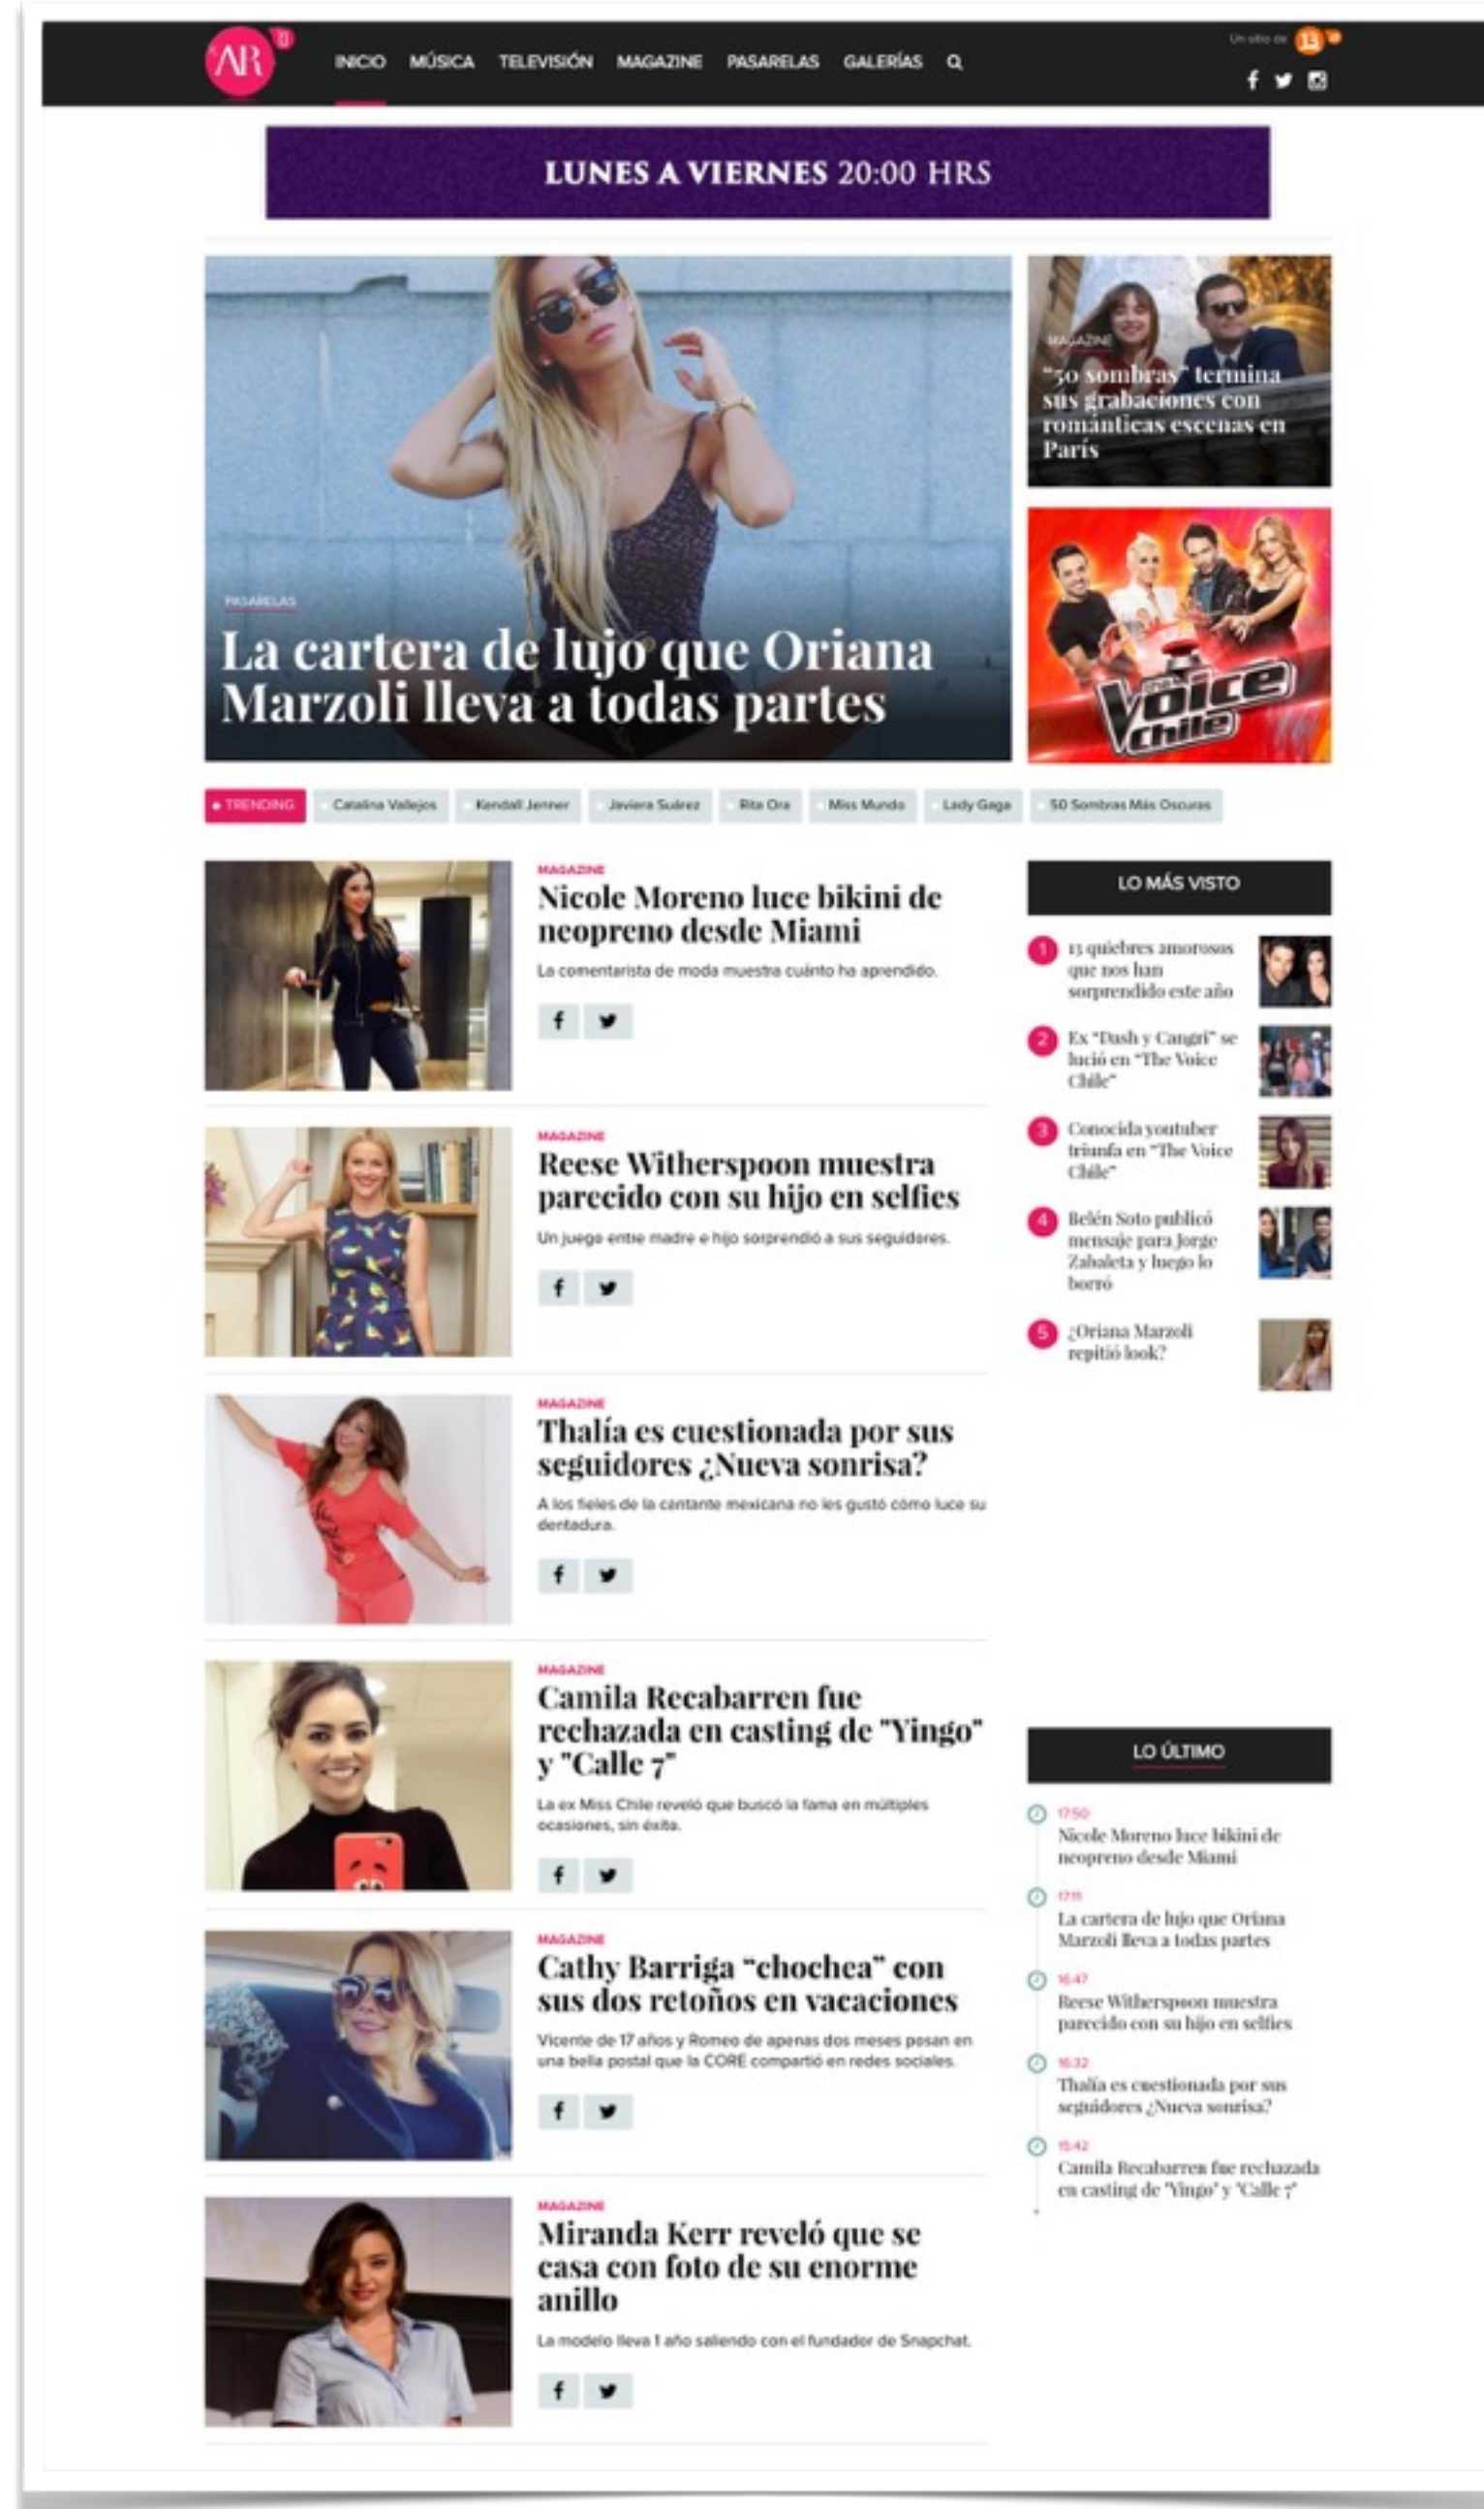 AR
INICIO MÚSICA TELEVISIÓN MAGAZINE PASARELAS GALERÍAS
Un sitio de 13
LUNES A VIERNES 20:00 HRS
PASARELAS
La cartera de lujo que Oriana
Marzoli lleva a todas partes
MAGAZINE
"50 sombras" termina
sus grabaciones con
románticas escenas en
París
Voice
Chile
TRENDING
Catalina Vallejos
Kendall Jenner
Javiera Suárez
Rita Ora
Miss Mundo
Lady Gaga
50 Sombras Más Oscuras
MAGAZINE
Nicole Moreno luce bikini de
neopreno desde Miami
La comentarista de moda muestra cuánto ha aprendido.
MAGAZINE
Reese Witherspoon muestra
parecido con su hijo en selfies
Un juego entre madre e hijo sorprendió a sus seguidores.
MAGAZINE
Thalía es cuestionada por sus
seguidores ¿Nueva sonrisa?
A los fieles de la cantante mexicana no les gustó cómo luce su
dentadura.
MAGAZINE
Camila Recabarren fue
rechazada en casting de "Yingo"
y "Calle 7"
La ex Miss Chile reveló que buscó la fama en múltiples
ocasiones, sin éxito.
MAGAZINE
Cathy Barriga “chochea” con
sus dos retoños en vacaciones
Vicente de 17 años y Romeo de apenas dos meses posan en
una bella postal que la CORE compartió en redes sociales.
MAGAZINE
Miranda Kerr reveló que se
casa con foto de su enorme
anillo
La modelo lleva 1 año saliendo con el fundador de Snapchat.
LO MÁS VISTO
1 13 quiebres amorosos
que nos han
sorprendido este año
2 Ex “Dash y Cangri” se
lució en “The Voice
Chile”
3 Conocida youtuber
triunfa en “The Voice
Chile”
4 Belén Soto publicó
mensaje para Jorge
Zabaleta y luego lo
borró
5 ¿Oriana Marzoli
repitió look?
LO ÚLTIMO
17:50
Nicole Moreno luce bikini de
neopreno desde Miami
17:11
La cartera de lujo que Oriana
Marzoli lleva a todas partes
16:47
Reese Witherspoon muestra
parecido con su hijo en selfies
16:32
Thalía es cuestionada por sus
seguidores ¿Nueva sonrisa?
15:42
Camila Recabarren fue rechazada
en casting de "Yingo" y "Calle 7"